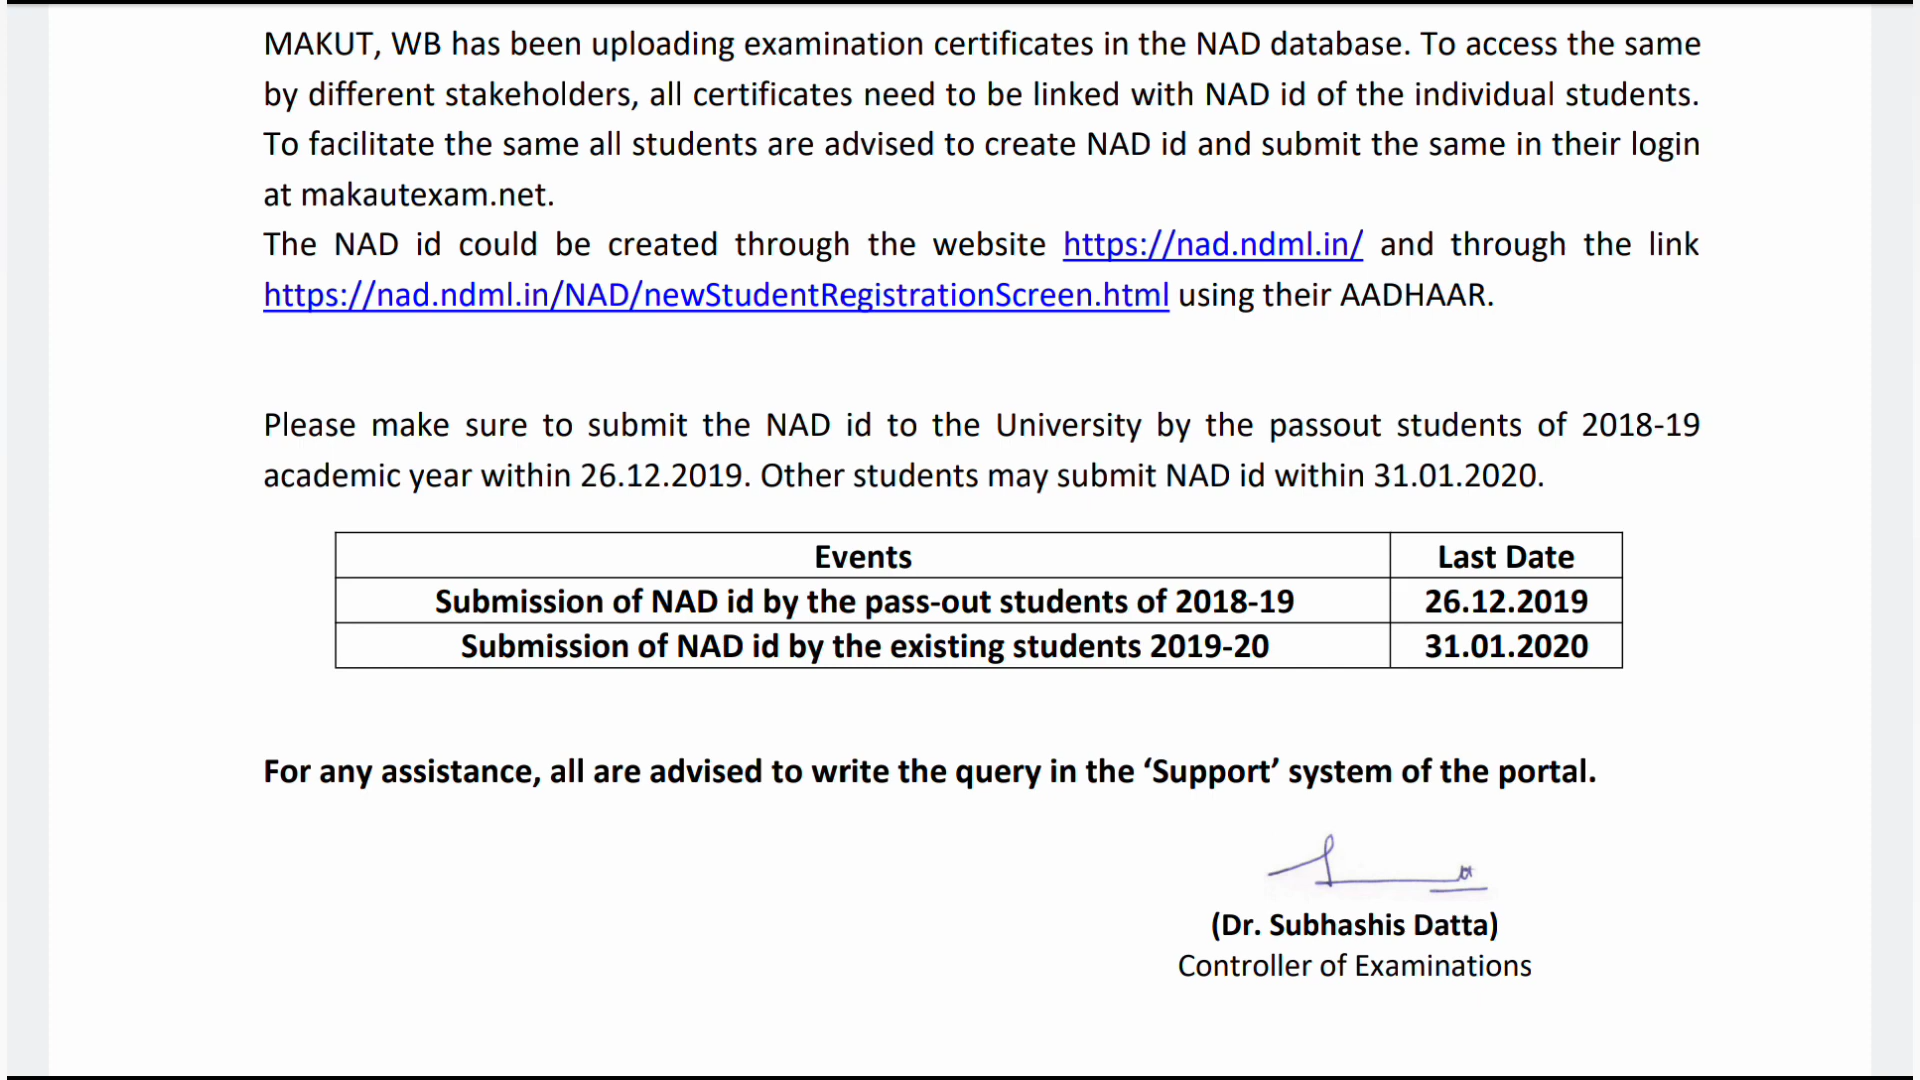 MAKUT, WB has been uploading examination certificates in the NAD database. To access the same
by different stakeholders, all certificates need to be linked with NAD id of the individual students.
To facilitate the same all students are advised to create NAD id and submit the same in their login
at makautexam.net.
The NAD id could be created through the website https://nad.ndml.in/ and through the link
https://nad.ndml.in/NAD/newStudentRegistrationScreen.html using their AADHAAR.
Please make sure to submit the NAD id to the University by the passout students of 2018-19
academic year within 26.12.2019. Other students may submit NAD id within 31.01.2020.
Events Last Date
Submission of NAD id by the pass-out students of 2018-19 26.12.2019
Submission of NAD id by the existing students 2019-20 31.01.2020
For any assistance, all are advised to write the query in the ‘Support’ system of the portal.
(Dr. Subhashis Datta)
Controller of Examinations